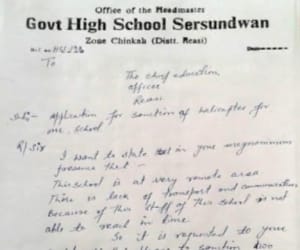 Office of the Headmaster
Govt High School Sersundwan
Zone Chinkah (Distt. Reasi)
To
The chief education
officer
Reasi
Sub:- Application for sanction of helicopter for
our school
R/Sir
I want to state that in your
presence that -
This school is at very remote area
There is lack of transport and communication
Because of this staff of this school is not
able to reach in time
So it is requested to your